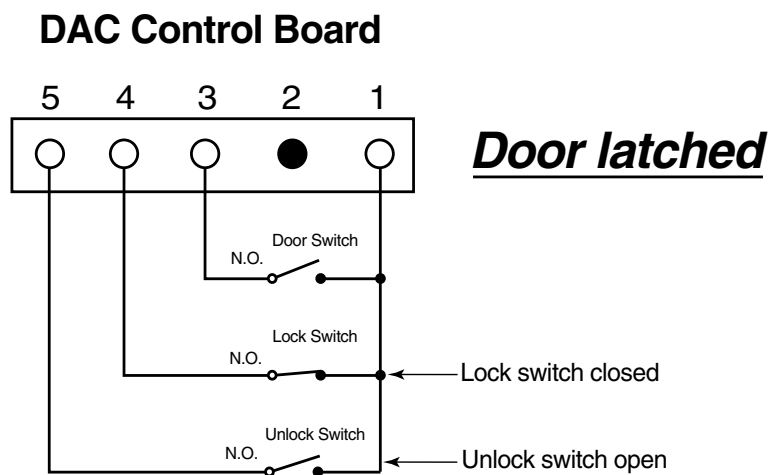 DAC Control Board
5 4 3 2 1
Door latched
Door Switch
N.O.
Lock Switch
N.O.
Lock switch closed
Unlock Switch
N.O.
Unlock switch open